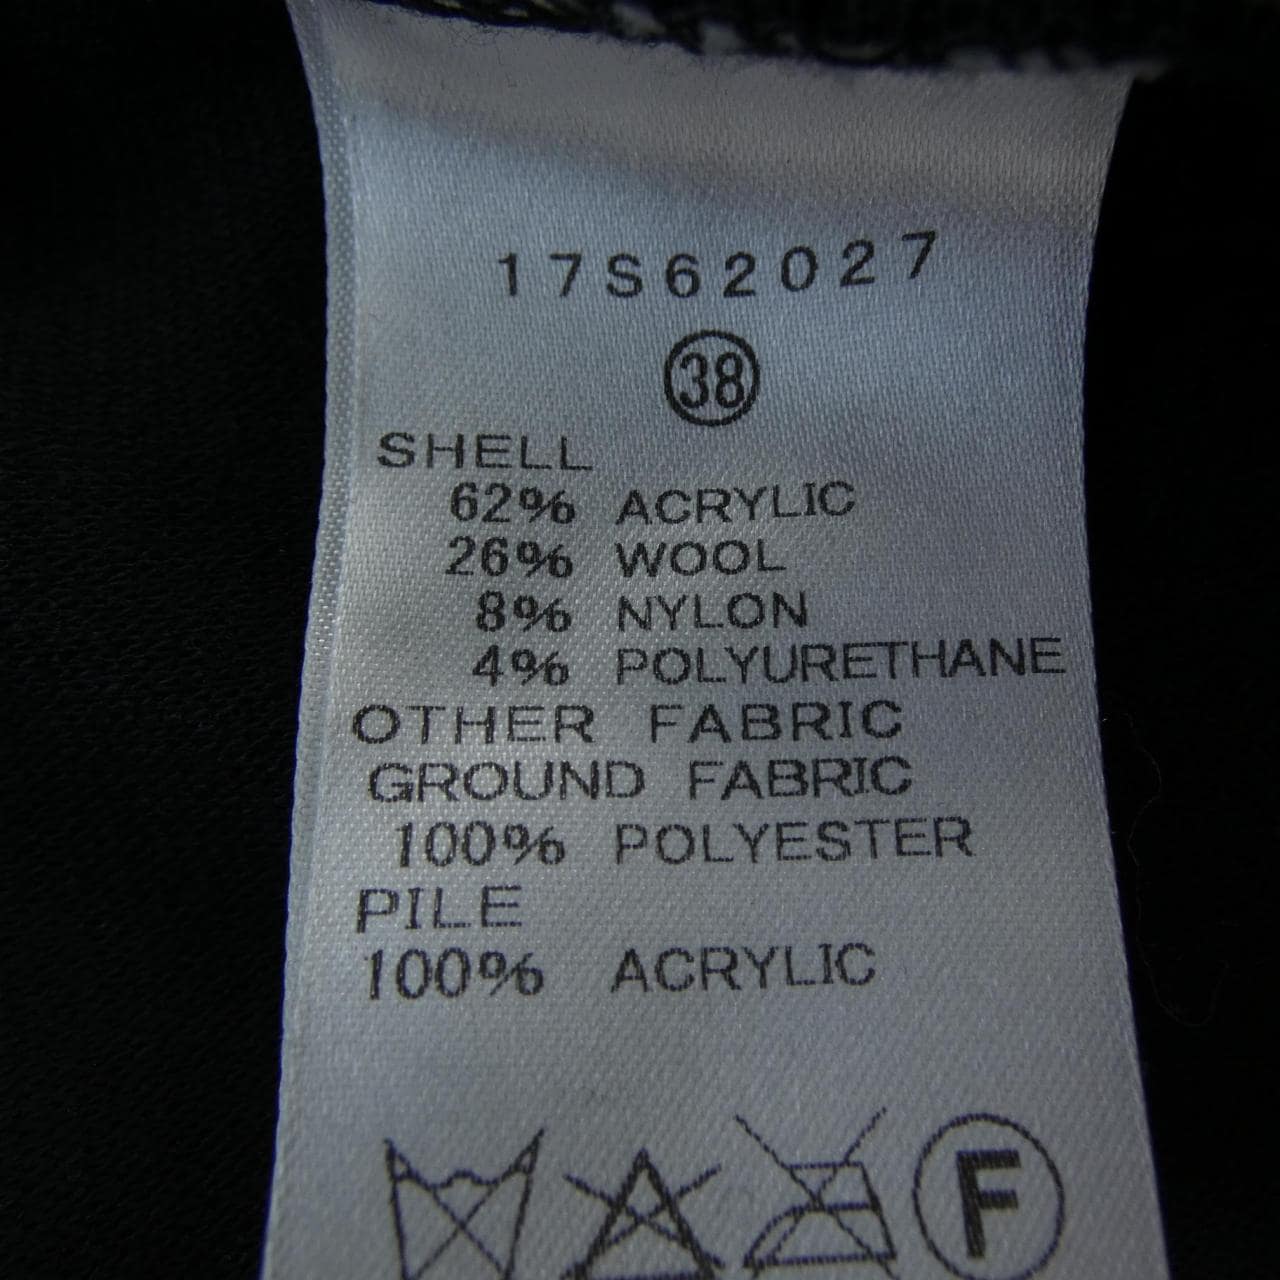 17S62027
38
SHELL
62% ACRYLIC
26% WOOL
8% NYLON
4% POLYURETHANE
OTHER FABRIC
GROUND FABRIC
100% POLYESTER
PILE
100% ACRYLIC
F